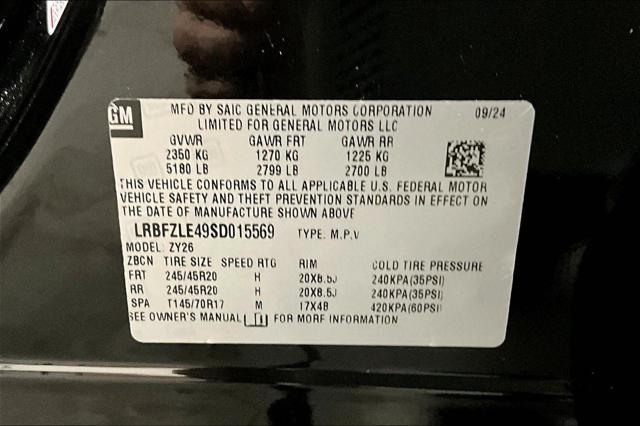 GM
MFD BY SAIC GENERAL MOTORS CORPORATION 09/24
LIMITED FOR GENERAL MOTORS LLC
GVWR GAWR FRT GAWR RR
2350 KG 1270 KG 1225 KG
5180 LB 2799 LB 2700 LB
THIS VEHICLE CONFORMS TO ALL APPLICABLE U.S. FEDERAL MOTOR
VEHICLE SAFETY AND THEFT PREVENTION STANDARDS IN EFFECT ON
THE DATE OF MANUFACTURE SHOWN ABOVE
LRBFZLE49SD015569 TYPE: M.P.V
MODEL: ZY26
ZBCN TIRE SIZE SPEED RTG RIM COLD TIRE PRESSURE
FRT 245/45R20 H 20X8.5J 240KPA(35PSI)
RR 245/45R20 H 20X8.5J 240KPA(35PSI)
SPA T145/70R17 M 17X4B 420KPA(60PSI)
SEE OWNER'S MANUAL FOR MORE INFORMATION